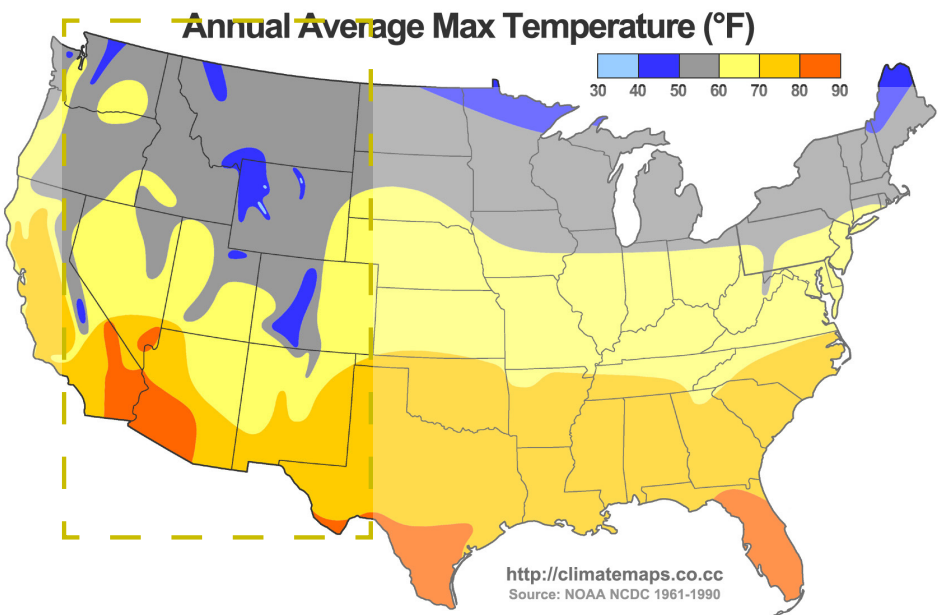 Annual Average Max Temperature (°F)
30 40 50 60 70 80 90
http://climatemaps.co.cc
Source: NOAA NCDC 1961-1990